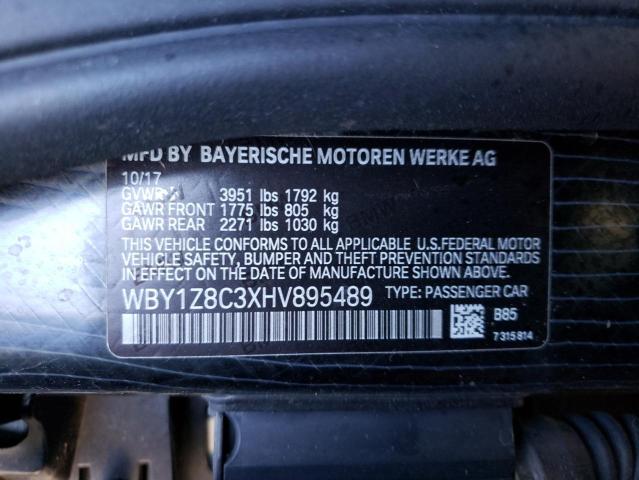 MFD BY BAYERISCHE MOTOREN WERKE AG
10/17
GVWR 3951 lbs 1792 kg
GAWR FRONT 1775 lbs 805 kg
GAWR REAR 2271 lbs 1030 kg
THIS VEHICLE CONFORMS TO ALL APPLICABLE U.S.FEDERAL MOTOR
VEHICLE SAFETY, BUMPER AND THEFT PREVENTION STANDARDS
IN EFFECT ON THE DATE OF MANUFACTURE SHOWN ABOVE.
WBY1Z8C3XHV895489 TYPE: PASSENGER CAR
B85
7315814